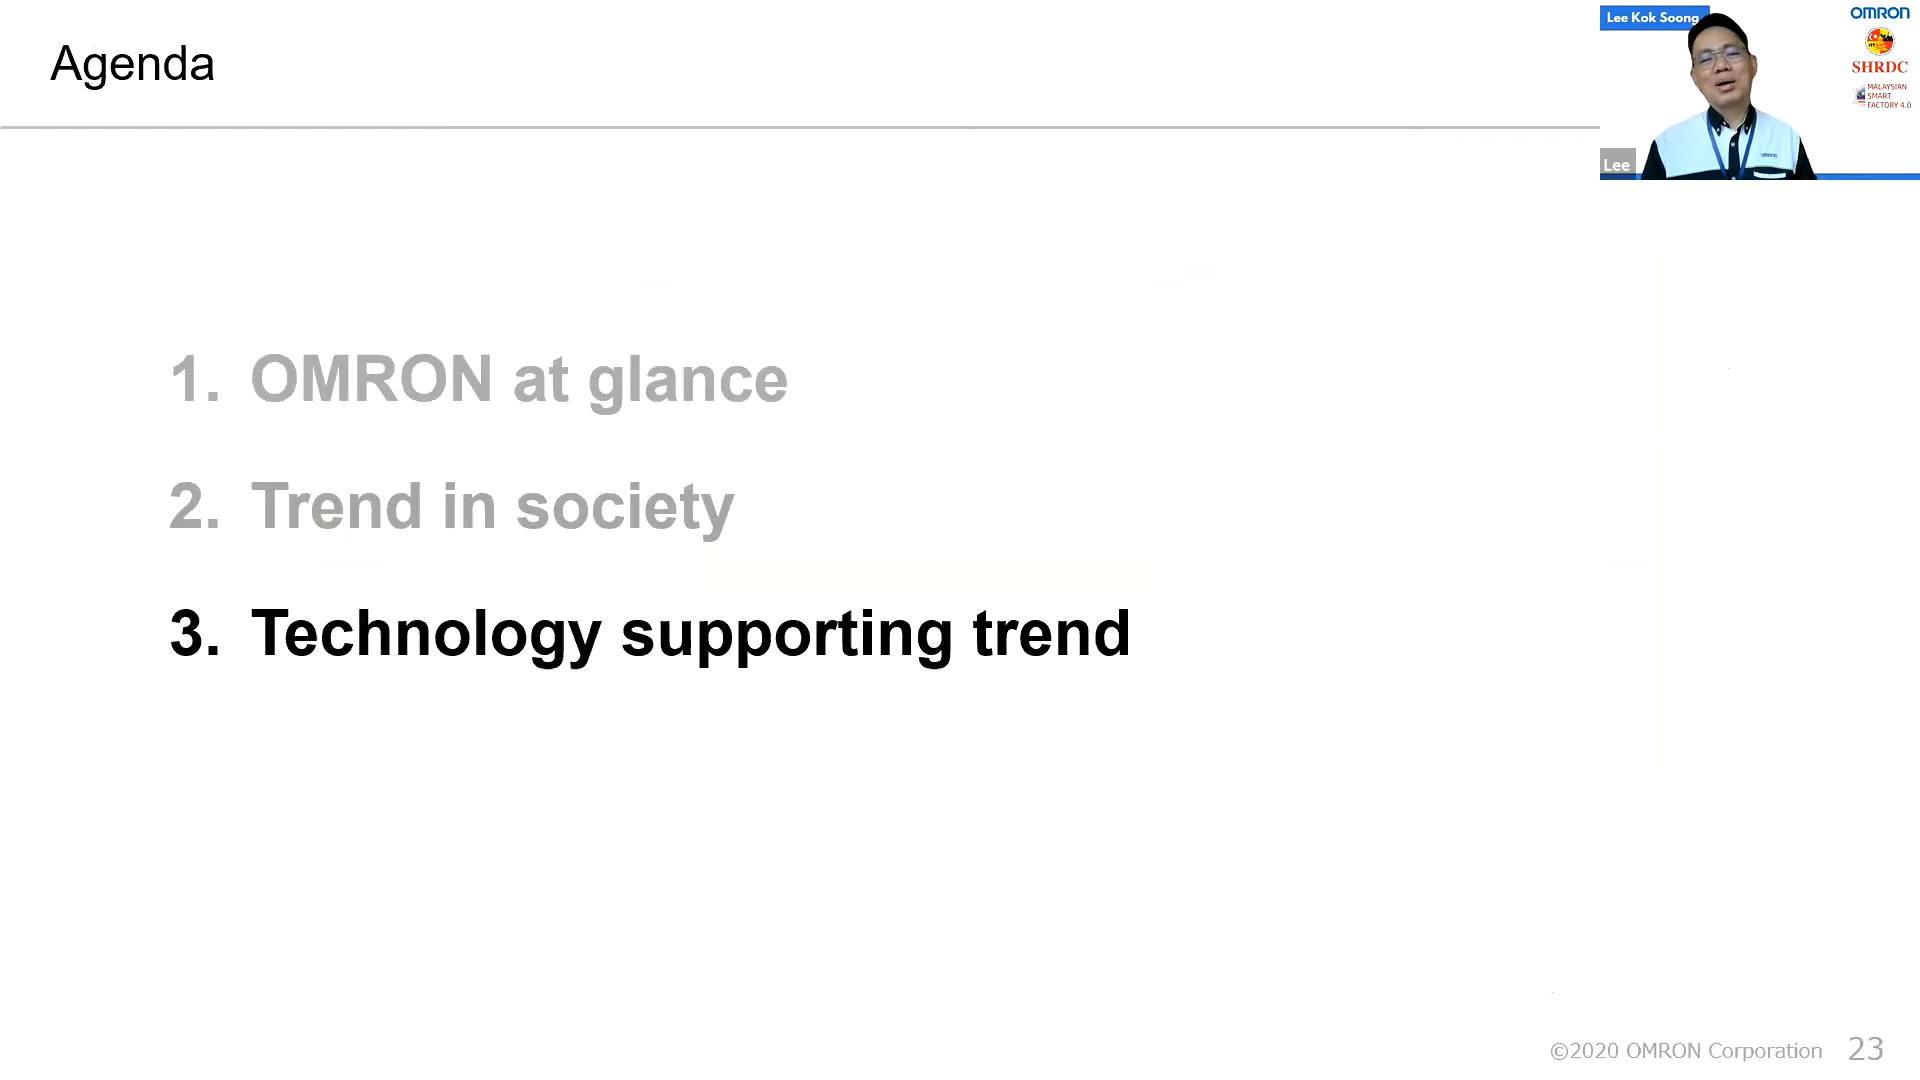 Agenda
Lee Kok Soong
OMRON
SHRDC
MALAYSIAN
SMART
FACTORY 4.0
OMRON
Lee
1. OMRON at glance
2. Trend in society
3. Technology supporting trend
©2020 OMRON Corporation 23